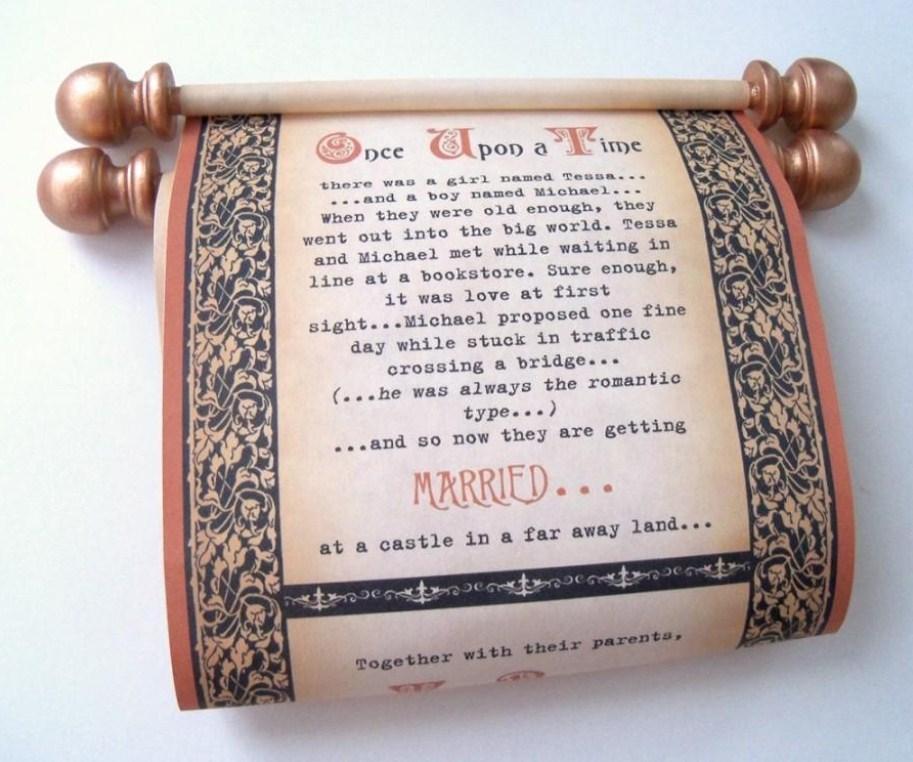 Once Upon a Time
there was a girl named Tessa...
...and a boy named Michael...
When they were old enough, they
went out into the big world. Tessa
and Michael met while waiting in
line at a bookstore. Sure enough,
it was love at first
sight...Michael proposed one fine
day while stuck in traffic
crossing a bridge...
(...he was always the romantic
type...)
...and so now they are getting
MARRIED...
at a castle in a far away land...
Together with their parents,